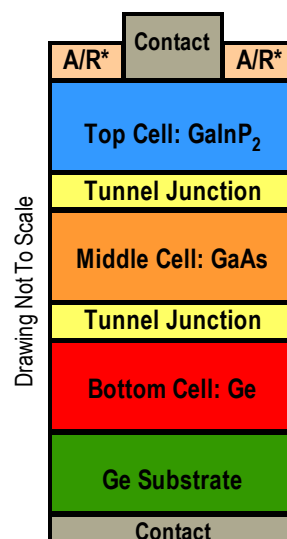 Contact
A/R* A/R*
Top Cell: GaInP₂
Tunnel Junction
Middle Cell: GaAs
Tunnel Junction
Bottom Cell: Ge
Ge Substrate
Contact
Drawing Not To Scale